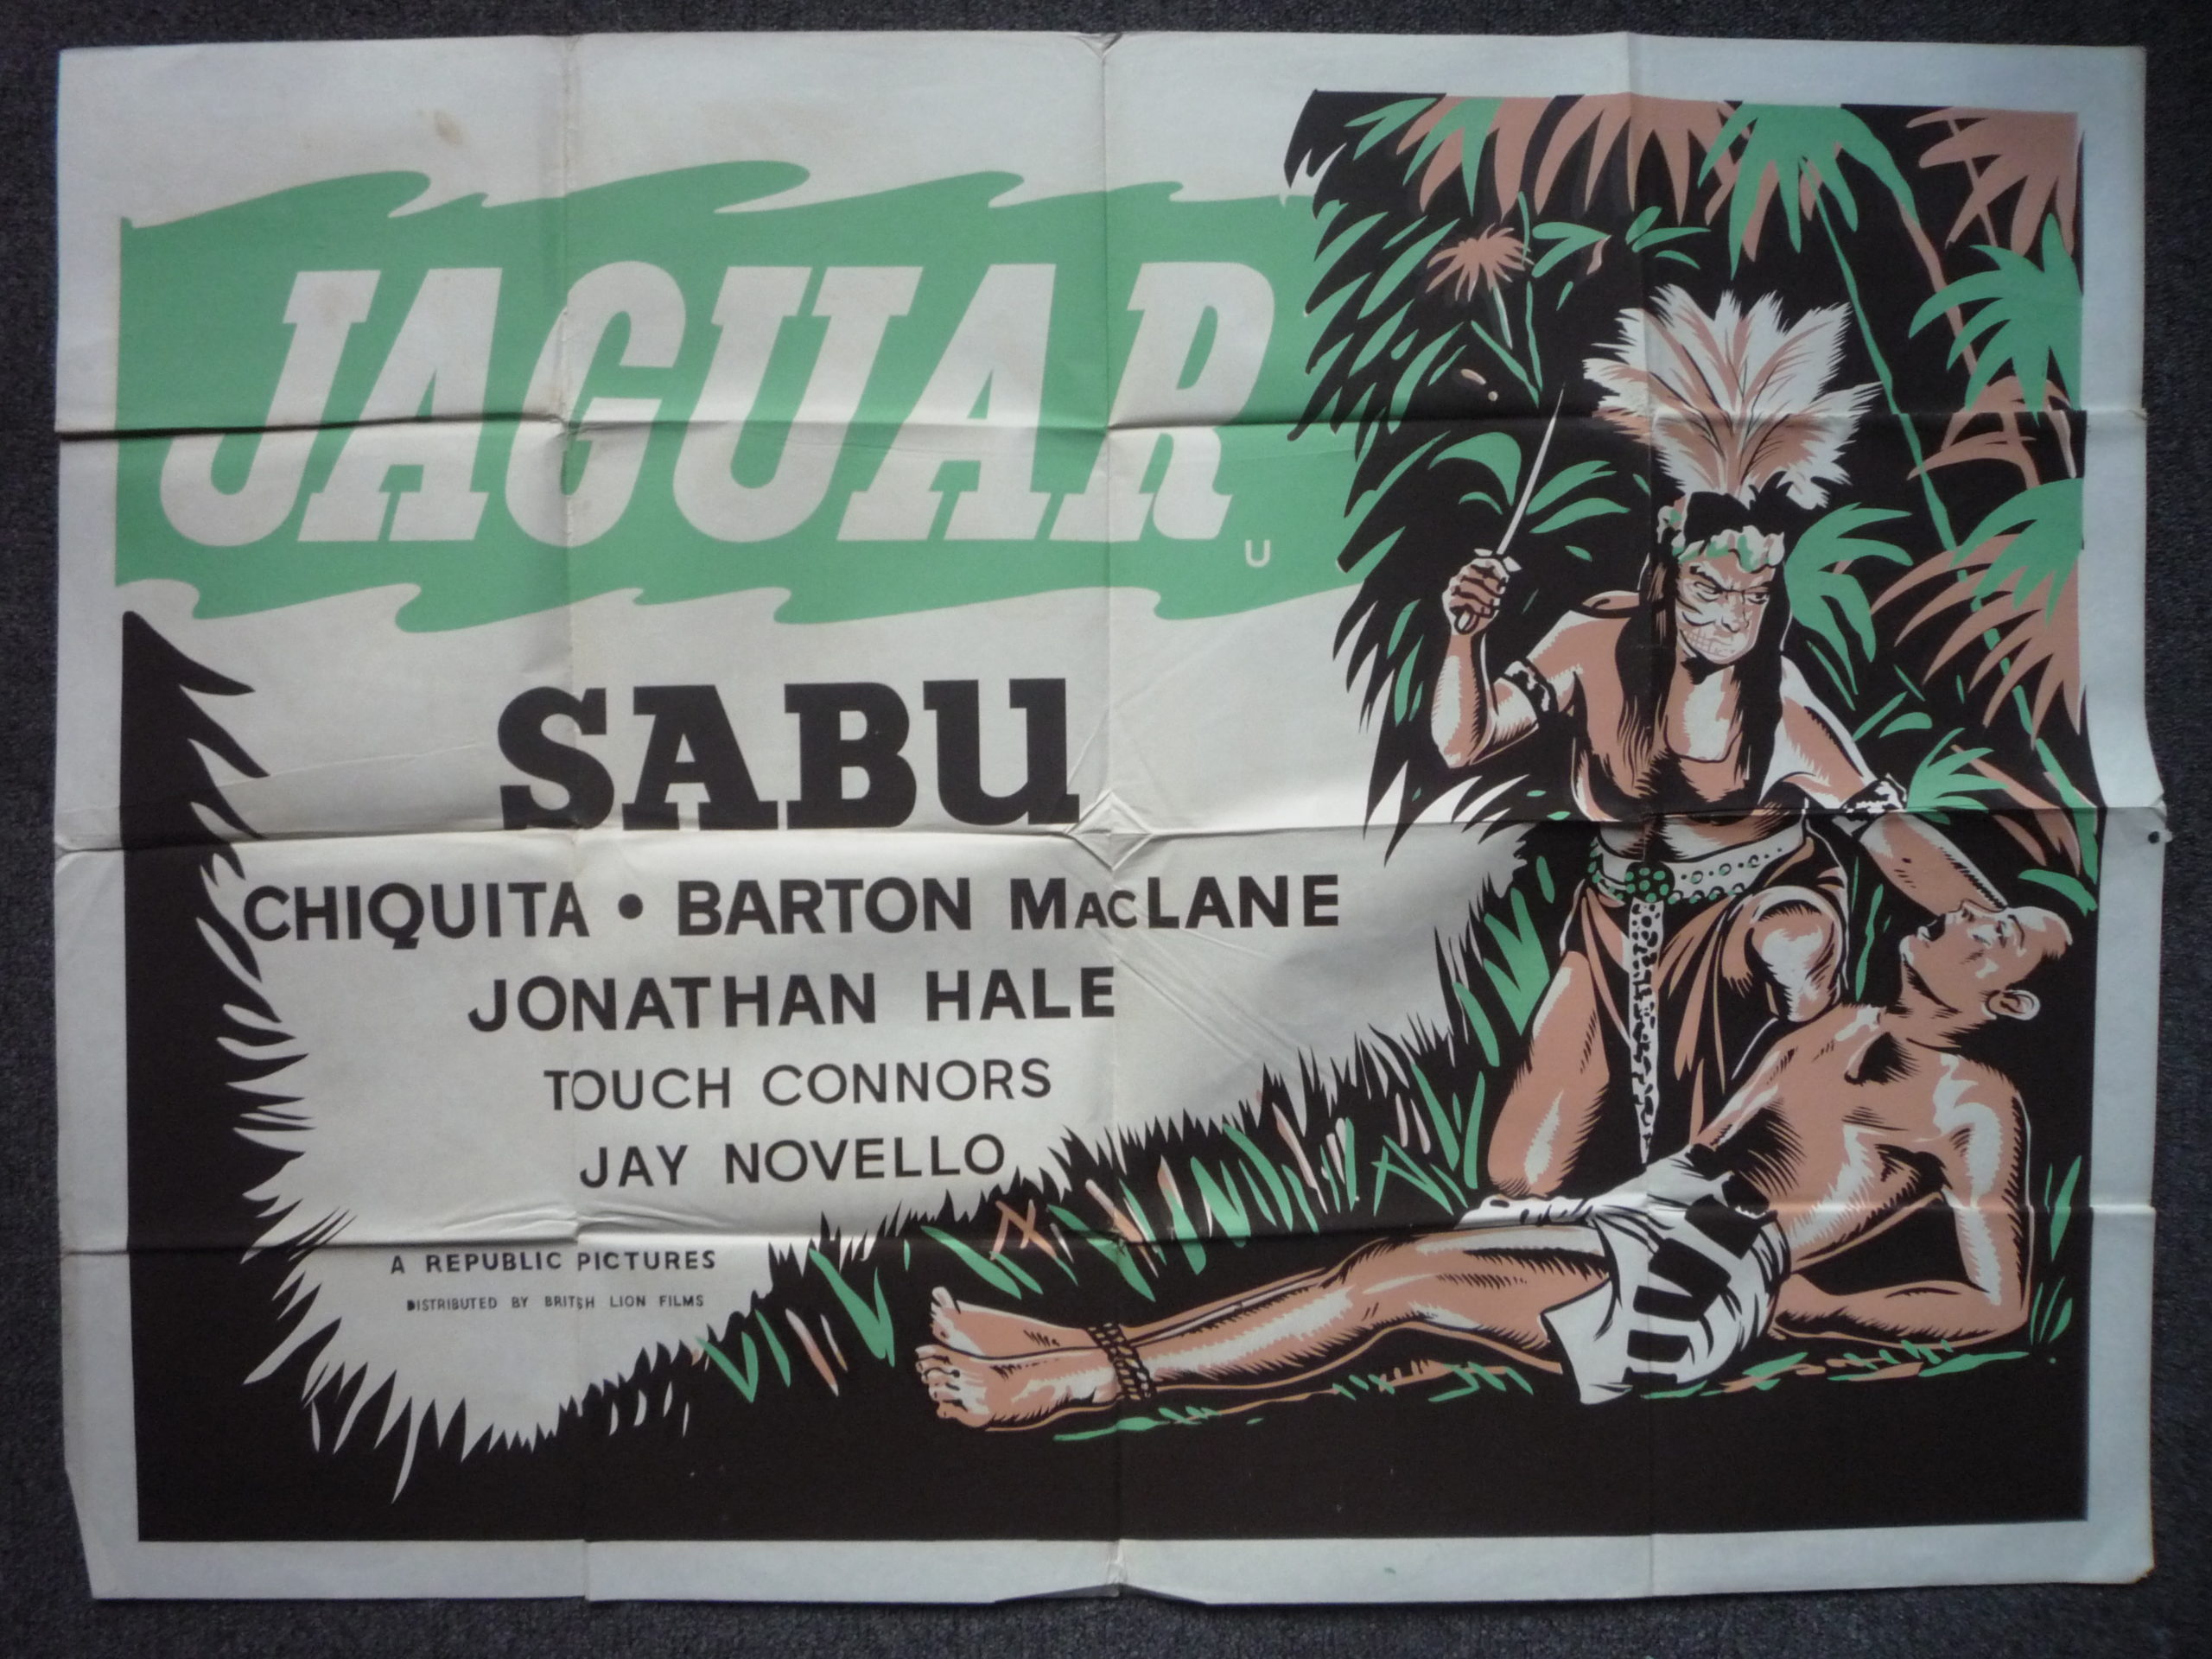 JAGUAR
U
SABU
CHIQUITA • BARTON MacLANE
JONATHAN HALE
TOUCH CONNORS
JAY NOVELLO
A REPUBLIC PICTURES
DISTRIBUTED BY BRITISH LION FILMS